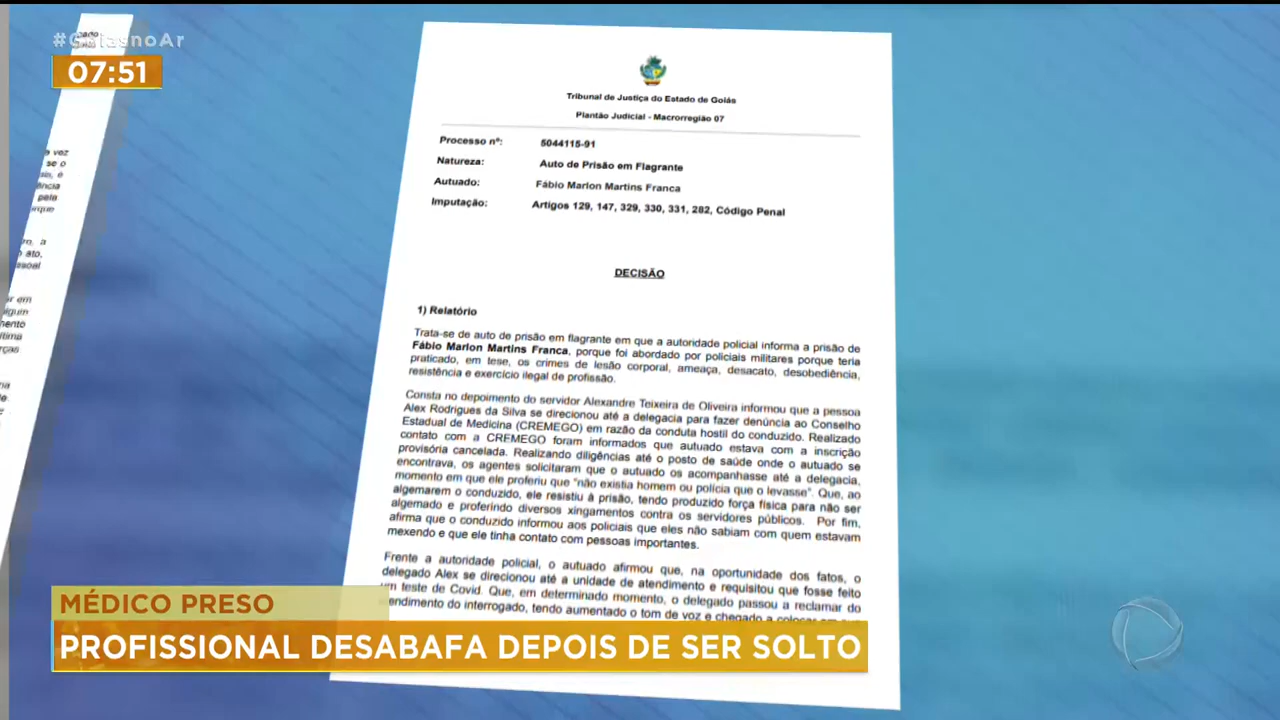 #GoiásnoAr
07:51
Tribunal de Justiça do Estado de Goiás
Plantão Judicial - Macrorregião 07
Processo nº: 5044115-91
Natureza: Auto de Prisão em Flagrante
Autuado: Fábio Marlon Martins Franca
Imputação: Artigos 129, 147, 329, 330, 331, 282, Código Penal
DECISÃO
1) Relatório
Trata-se de auto de prisão em flagrante em que a autoridade policial informa a prisão de
Fábio Marlon Martins Franca, porque foi abordado por policiais militares porque teria
praticado, em tese, os crimes de lesão corporal, ameaça, desacato, desobediência,
resistência e exercício ilegal de profissão.
Consta no depoimento do servidor Alexandre Teixeira de Oliveira informou que a pessoa
Alex Rodrigues da Silva se direcionou até a delegacia para fazer denúncia ao Conselho
Estadual de Medicina (CREMEGO) em razão da conduta hostil do conduzido. Realizado
contato com a CREMEGO foram informados que autuado estava com a inscrição
provisória cancelada. Realizando diligências até o posto de saúde onde o autuado se
encontrava, os agentes solicitaram que o autuado os acompanhasse até a delegacia,
momento em que ele proferiu que "não existia homem ou polícia que o levasse". Que, ao
algemarem o conduzido, ele resistiu à prisão, tendo produzido força física para não ser
algemado e proferindo diversos xingamentos contra os servidores públicos. Por fim,
afirma que o conduzido informou aos policiais que eles não sabiam com quem estavam
mexendo e que ele tinha contato com pessoas importantes.
Frente a autoridade policial, o autuado afirmou que, na oportunidade dos fatos, o
delegado Alex se direcionou até a unidade de atendimento e requisitou que fosse feito
um teste de Covid. Que, em determinado momento, o delegado passou a reclamar do
endimento do interrogado, tendo aumentado o tom de voz e chegado a
MÉDICO PRESO
PROFISSIONAL DESABAFA DEPOIS DE SER SOLTO